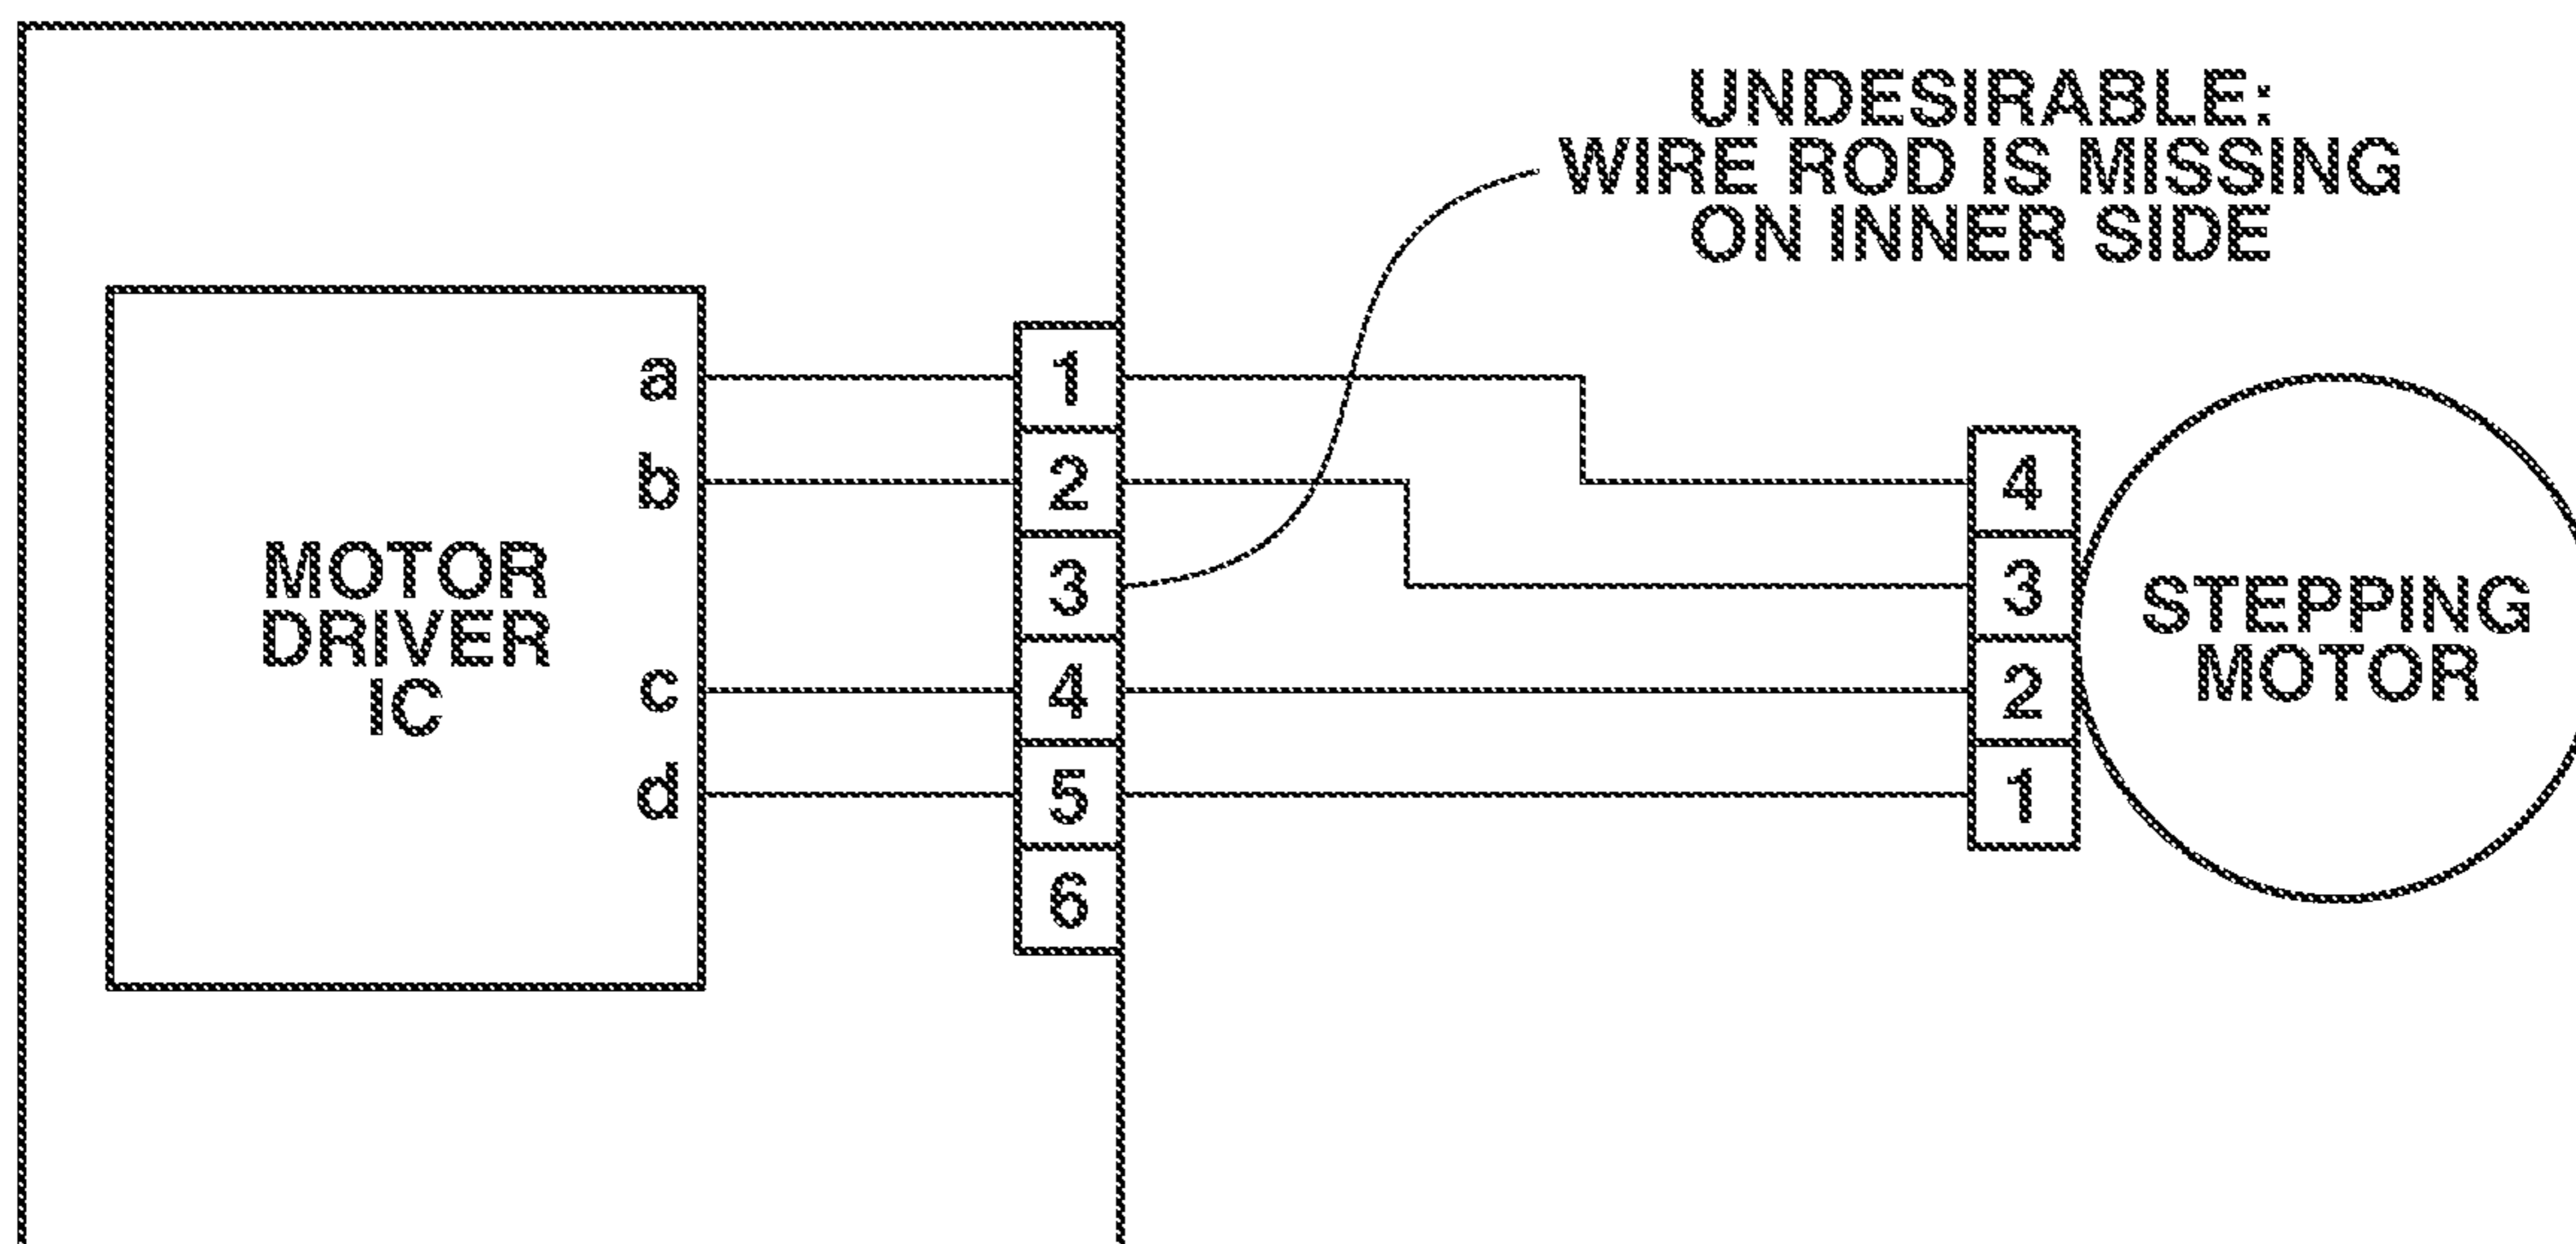 UNDESIRABLE:
WIRE ROD IS MISSING
ON INNER SIDE
MOTOR
DRIVER
IC
a
b
c
d
1
2
3
4
5
6
4
3
2
1
STEPPING
MOTOR